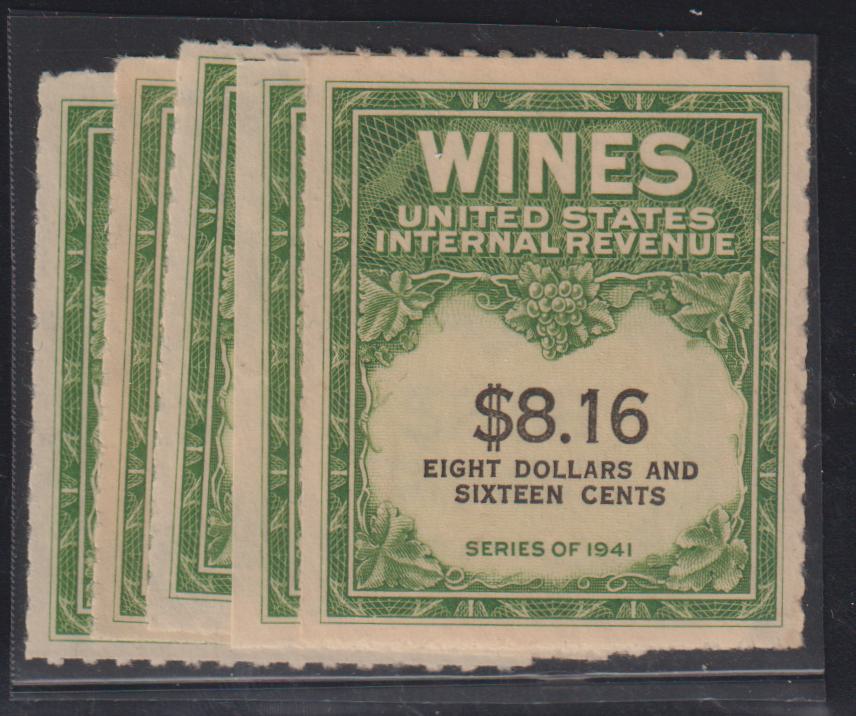 WINES
UNITED STATES
INTERNAL REVENUE
$8.16
EIGHT DOLLARS AND
SIXTEEN CENTS
SERIES OF 1941